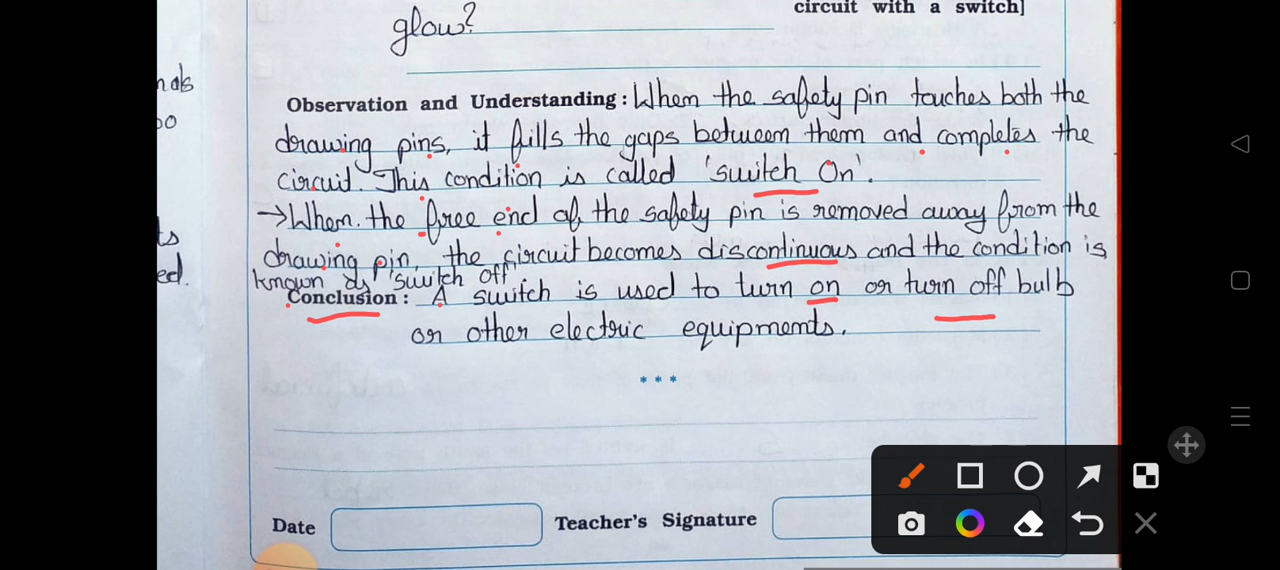 circuit with a switch]
glow?
Observation and Understanding : When the safety pin touches both the
drawing pins, it fills the gaps between them and completes the
circuit. This condition is called 'switch On'.
→ When the free end of the safety pin is removed away from the
drawing pin, the circuit becomes discontinuous and the condition is
known as 'switch off'
Conclusion : A switch is used to turn on or turn off bulb
or other electric equipments.
* * *
ed.
Date
Teacher's Signature